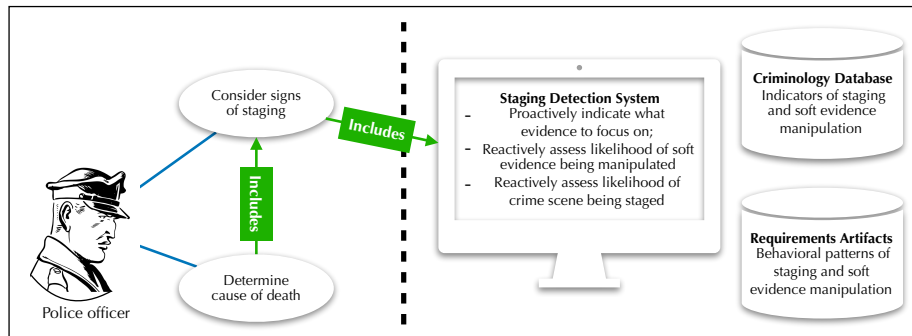 Consider signs
of staging
Includes
Includes
Determine
cause of death
Police officer
Staging Detection System
- Proactively indicate what
evidence to focus on;
- Reactively assess likelihood of soft
evidence being manipulated
- Reactively assess likelihood of
crime scene being staged
Criminology Database
Indicators of staging
and soft evidence
manipulation
Requirements Artifacts
Behavioral patterns of
staging and soft
evidence manipulation